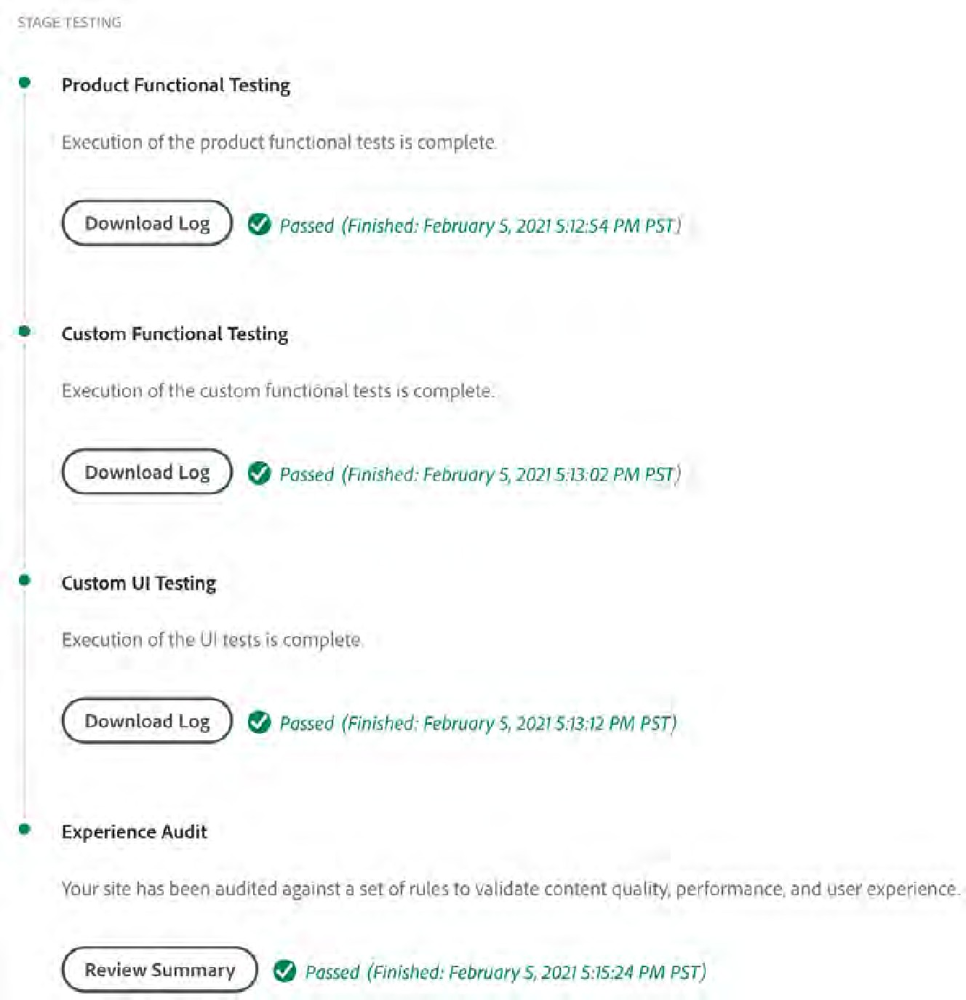 STAGE TESTING
Product Functional Testing
Execution of the product functional tests is complete.
Download Log
Passed (Finished: February 5, 2021 5:12:54 PM PST)
Custom Functional Testing
Execution of the custom functional tests is complete.
Download Log
Passed (Finished: February 5, 2021 5:13:02 PM PST)
Custom UI Testing
Execution of the UI tests is complete.
Download Log
Passed (Finished: February 5, 2021 5:13:12 PM PST)
Experience Audit
Your site has been audited against a set of rules to validate content quality, performance, and user experience.
Review Summary
Passed (Finished: February 5, 2021 5:15:24 PM PST)